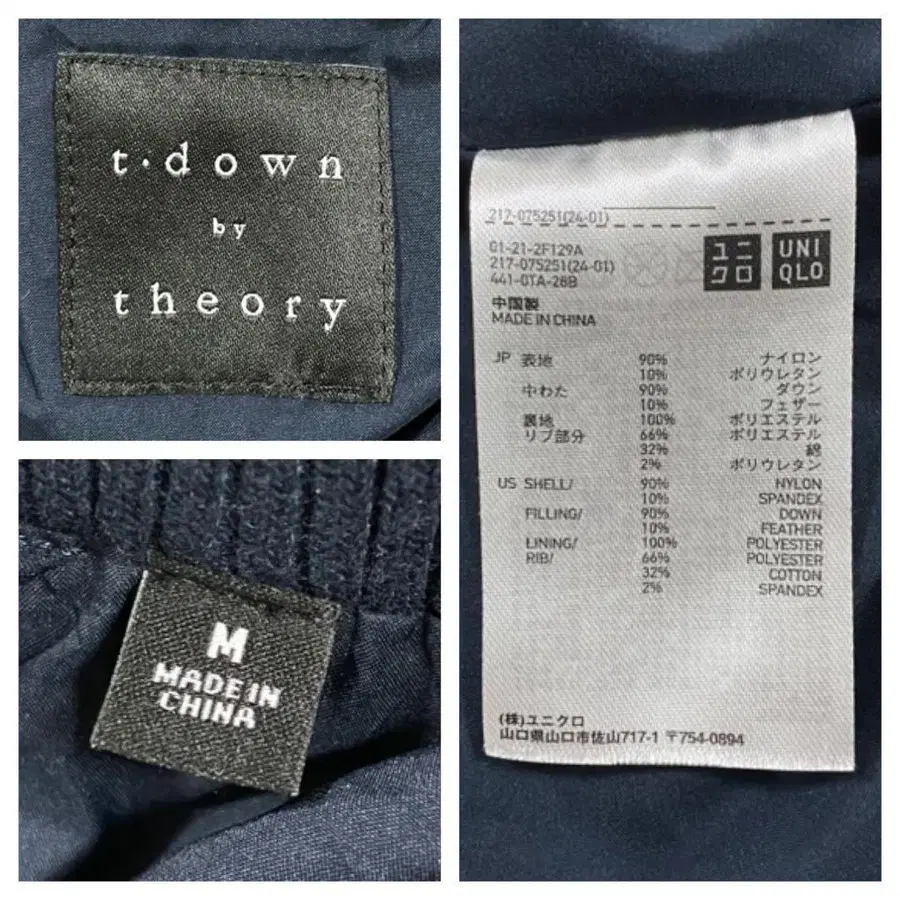 t·down
by
theory
M
MADE IN
CHINA
217-075251(24-01)
01-21-2F129A
217-075251(24-01)
441-0TA-28B
ユニ
クロ
UNI
QLO
中国製
MADE IN CHINA
JP 表地 90% ナイロン
10% ポリウレタン
中わた 90% ダウン
10% フェザー
裏地 100% ポリエステル
リブ部分 66% ポリエステル
32% 綿
2% ポリウレタン
US SHELL/ 90% NYLON
10% SPANDEX
FILLING/ 90% DOWN
10% FEATHER
LINING/ 100% POLYESTER
RIB/ 66% POLYESTER
32% COTTON
2% SPANDEX
(株)ユニクロ
山口県山口市佐山717-1 〒754-0894